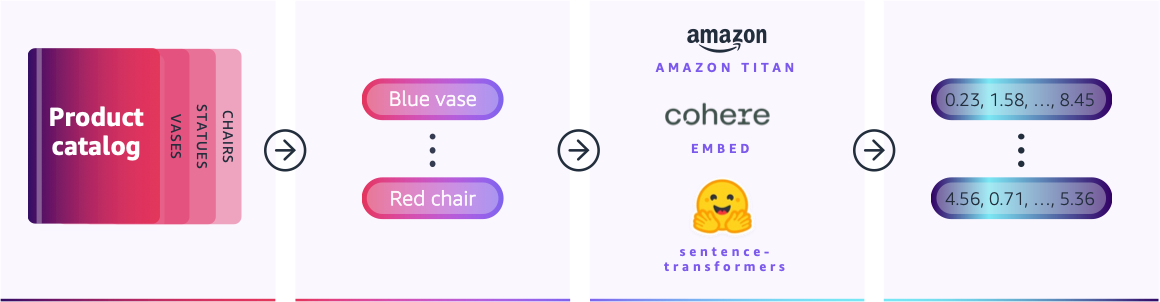 Product
catalog
VASES
STATUES
CHAIRS
Blue vase
Red chair
amazon
AMAZON TITAN
cohere
EMBED
sentence-
transformers
0.23, 1.58, ..., 8.45
4.56, 0.71, ..., 5.36